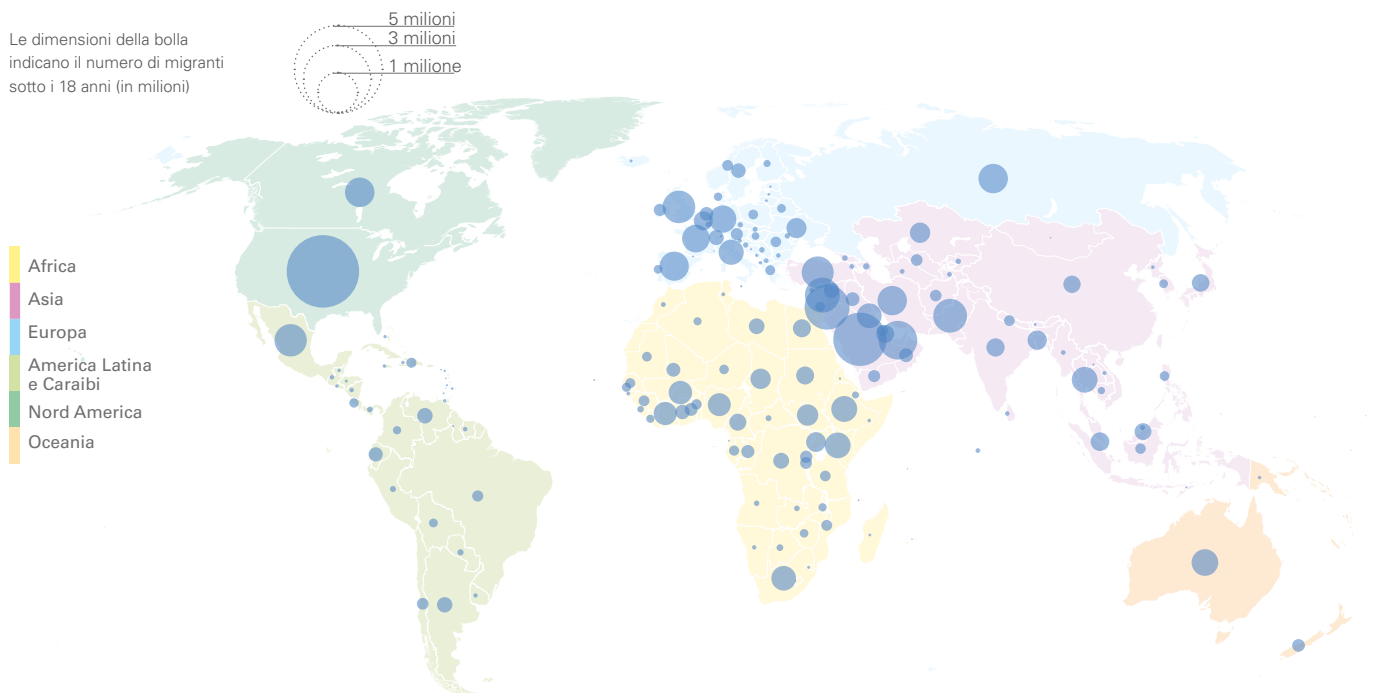 Le dimensioni della bolla
indicano il numero di migranti
sotto i 18 anni (in milioni)
5 milioni
3 milioni
1 milione
Africa
Asia
Europa
America Latina
e Caraibi
Nord America
Oceania